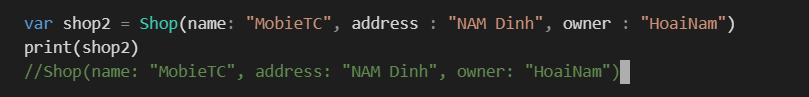 var shop2 = Shop(name: "MobieTC", address : "NAM Dinh", owner : "HoaiNam")
print(shop2)
//Shop(name: "MobieTC", address: "NAM Dinh", owner: "HoaiNam")